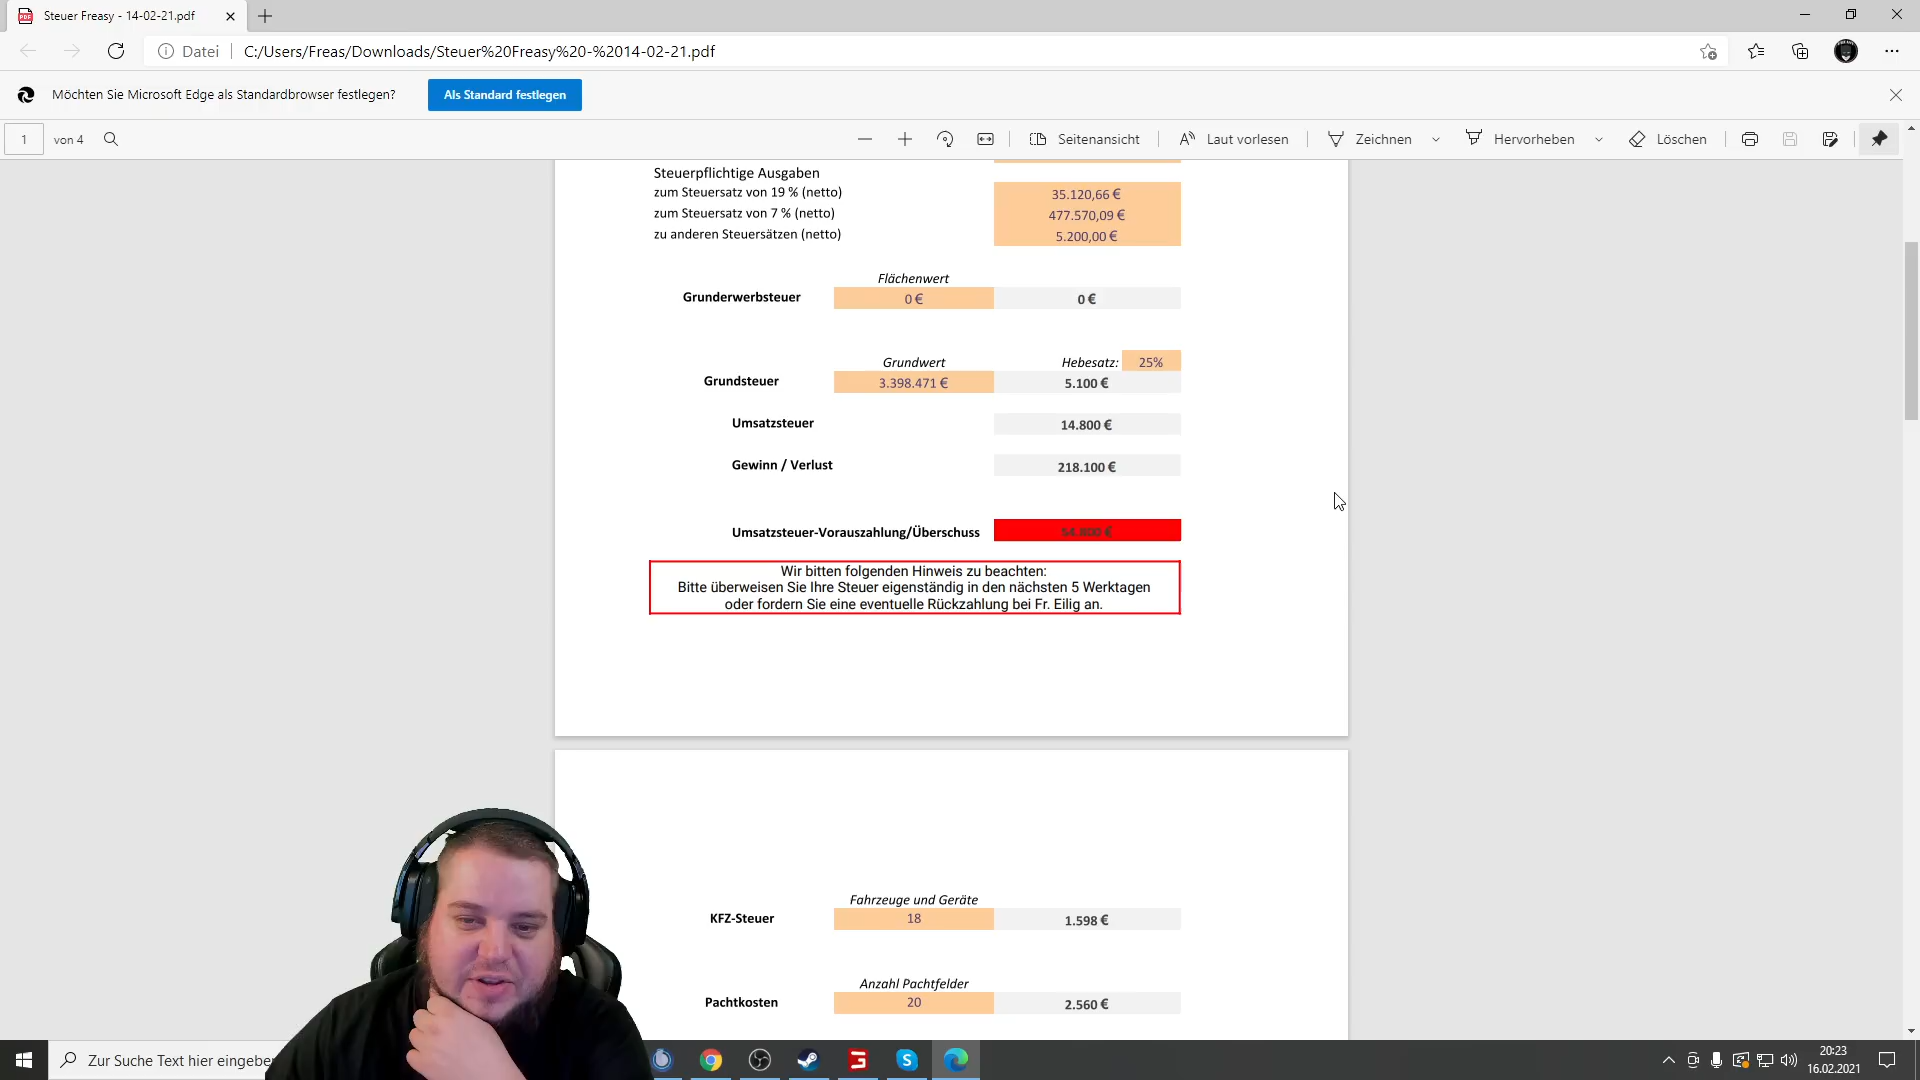 Steuer Freasy - 14-02-21.pdf
Datei
C:/Users/Freas/Downloads/Steuer%20Freasy%20-%2014-02-21.pdf
Möchten Sie Microsoft Edge als Standardbrowser festlegen?
Als Standard festlegen
1 von 4
Seitenansicht
Laut vorlesen
Zeichnen
Hervorheben
Löschen
Steuerpflichtige Ausgaben
zum Steuersatz von 19 % (netto) 35.120,66 €
zum Steuersatz von 7 % (netto) 477.570,09 €
zu anderen Steuersätzen (netto) 5.200,00 €
Flächenwert
Grunderwerbsteuer 0 € 0 €
Grundwert Hebesatz: 25%
Grundsteuer 3.398.471 € 5.100 €
Umsatzsteuer 14.800 €
Gewinn / Verlust 218.100 €
Umsatzsteuer-Vorauszahlung/Überschuss
Wir bitten folgenden Hinweis zu beachten:
Bitte überweisen Sie Ihre Steuer eigenständig in den nächsten 5 Werktagen
oder fordern Sie eine eventuelle Rückzahlung bei Fr. Eilig an.
Fahrzeuge und Geräte
KFZ-Steuer 18 1.598 €
Anzahl Pachtfelder
Pachtkosten 20 2.560 €
Zur Suche Text hier
20:23
16.02.2021